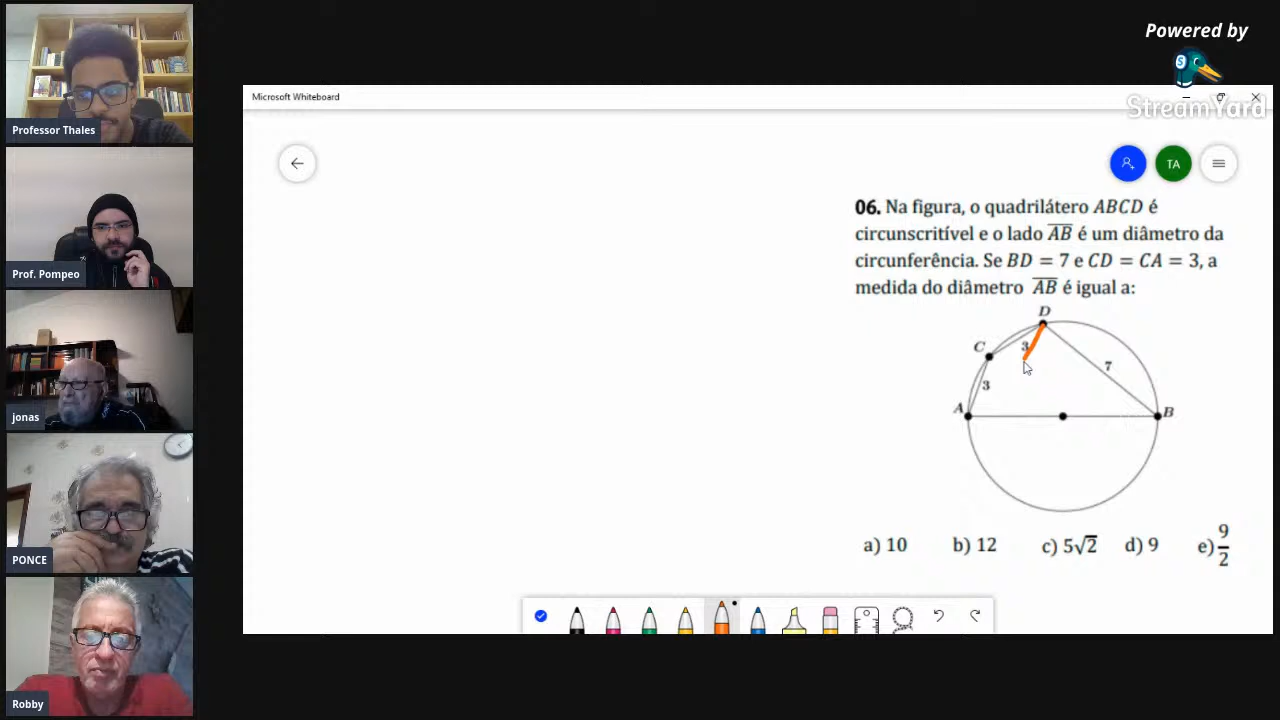 Powered by
StreamYard
Professor Thales
Prof. Pompeo
jonas
PONCE
Robby
Microsoft Whiteboard
TA
06. Na figura, o quadrilátero ABCD é
circunscritível e o lado A͞B͞ é um diâmetro da
circunferência. Se BD = 7 e CD = CA = 3, a
medida do diâmetro A͞B͞ é igual a:
D
C
3
7
3
A
B
a) 10 b) 12 c) 5√2 d) 9 e) 9/2